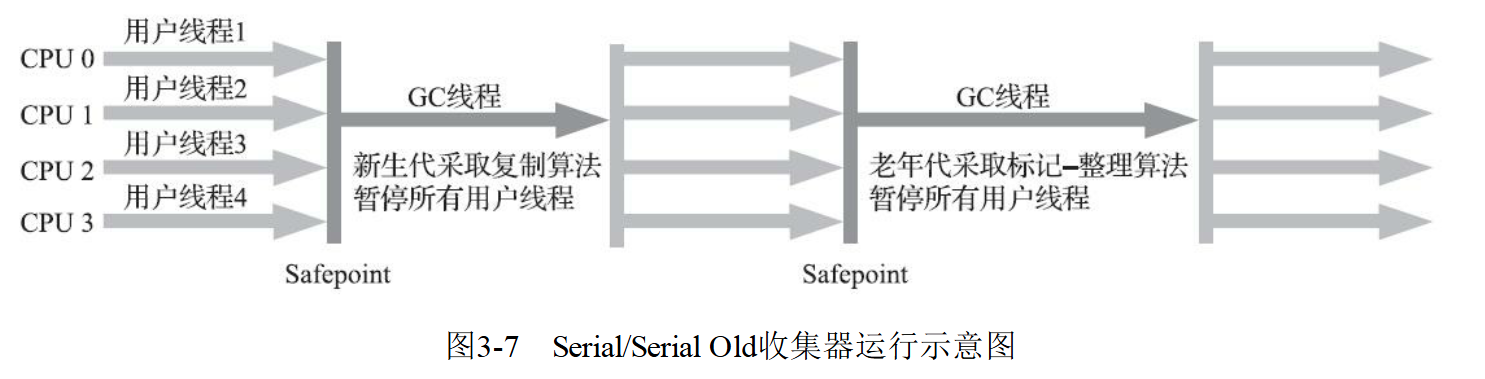 用户线程1
CPU 0
用户线程2
CPU 1
用户线程3
CPU 2
用户线程4
CPU 3
GC线程
新生代采取复制算法
暂停所有用户线程
GC线程
老年代采取标记–整理算法
暂停所有用户线程
Safepoint
Safepoint
图3-7 Serial/Serial Old收集器运行示意图